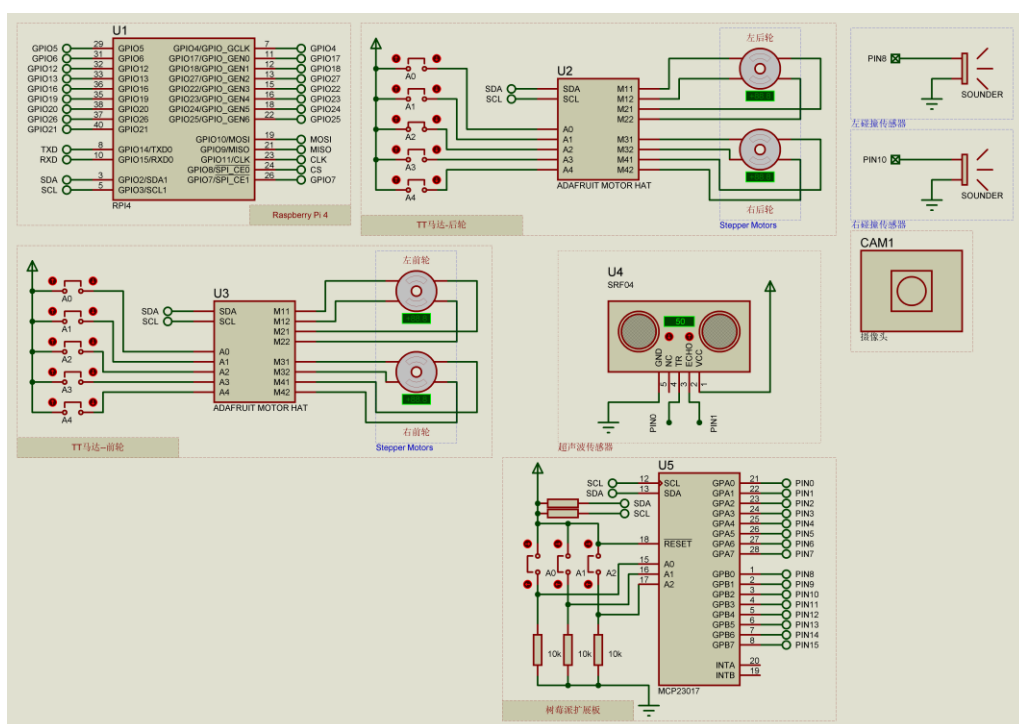 U1
GPIO5 29 GPIO5 GPIO4/GPIO_GCLK 7 GPIO4
GPIO6 31 GPIO6 GPIO17/GPIO_GEN0 11 GPIO17
GPIO12 32 GPIO12 GPIO18/GPIO_GEN1 12 GPIO18
GPIO13 33 GPIO13 GPIO27/GPIO_GEN2 13 GPIO27
GPIO16 36 GPIO16 GPIO22/GPIO_GEN3 15 GPIO22
GPIO19 35 GPIO19 GPIO23/GPIO_GEN4 16 GPIO23
GPIO20 38 GPIO20 GPIO24/GPIO_GEN5 18 GPIO24
GPIO26 37 GPIO26 GPIO25/GPIO_GEN6 22 GPIO25
GPIO21 40 GPIO21
GPIO10/MOSI 19 MOSI
TXD 8 GPIO14/TXD0 GPIO9/MISO 21 MISO
RXD 10 GPIO15/RXD0 GPIO11/CLK 23 CLK
GPIO8/SPI_CE0 24 CS
SDA 3 GPIO2/SDA1 GPIO7/SPI_CE1 26 GPIO7
SCL 5 GPIO3/SCL1
RPI4
Raspberry Pi 4
左后轮
U2
A0
SDA SDA M11
SCL SCL M12
A1
M21
M22
A2
A0
A1 M31
A2 M32
A3
A3 M41
A4 M42
ADAFRUIT MOTOR HAT
A4
右后轮
TT马达-后轮
Stepper Motors
PIN8
SOUNDER
左碰撞传感器
PIN10
SOUNDER
右碰撞传感器
CAM1
摄像头
左前轮
U3
A0
SDA SDA M11
SCL SCL M12
A1
M21
M22
A2
A0
A1 M31
A2 M32
A3
A3 M41
A4 M42
ADAFRUIT MOTOR HAT
A4
右前轮
TT马达--前轮
Stepper Motors
U4
SRF04
50
GND
NC
TR
ECHO
VCC
5 4 3 2 1
PIN0
PIN1
超声波传感器
U5
SCL 12 SCL GPA0 21 PIN0
SDA 13 SDA GPA1 22 PIN1
SDA GPA2 23 PIN2
SCL GPA3 24 PIN3
GPA4 25 PIN4
GPA5 26 PIN5
18 RESET GPA6 27 PIN6
GPA7 28 PIN7
15 A0
A0 A1 A2 16 A1 GPB0 1 PIN8
17 A2 GPB1 2 PIN9
GPB2 3 PIN10
GPB3 4 PIN11
GPB4 5 PIN12
GPB5 6 PIN13
GPB6 7 PIN14
10k 10k 10k GPB7 8 PIN15
INTA 20
INTB 19
MCP23017
树莓派扩展板